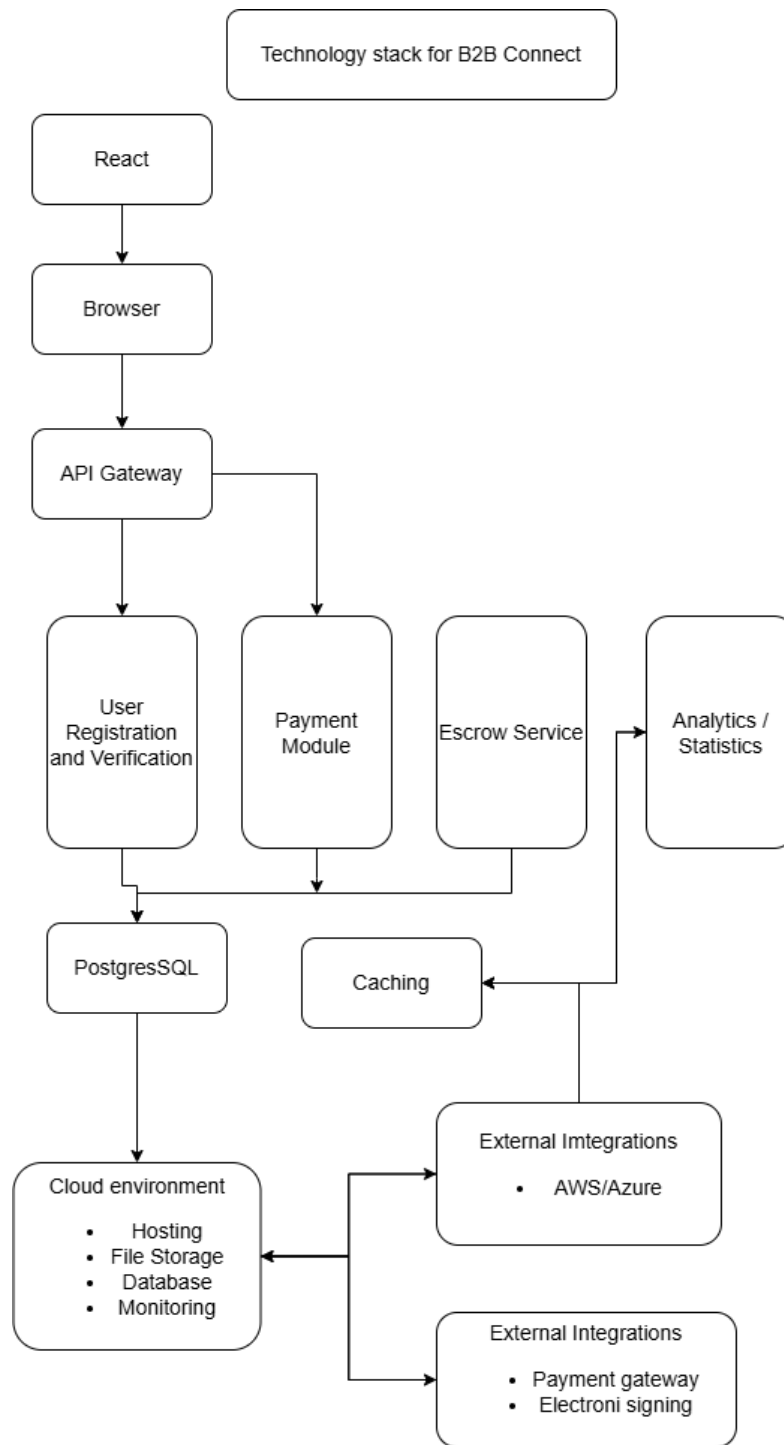 Technology stack for B2B Connect
React
Browser
API Gateway
User
Registration
and Verification
Payment
Module
Escrow Service
Analytics /
Statistics
PostgresSQL
Caching
External Imtegrations
• AWS/Azure
Cloud environment
• Hosting
• File Storage
• Database
• Monitoring
External Integrations
• Payment gateway
• Electroni signing